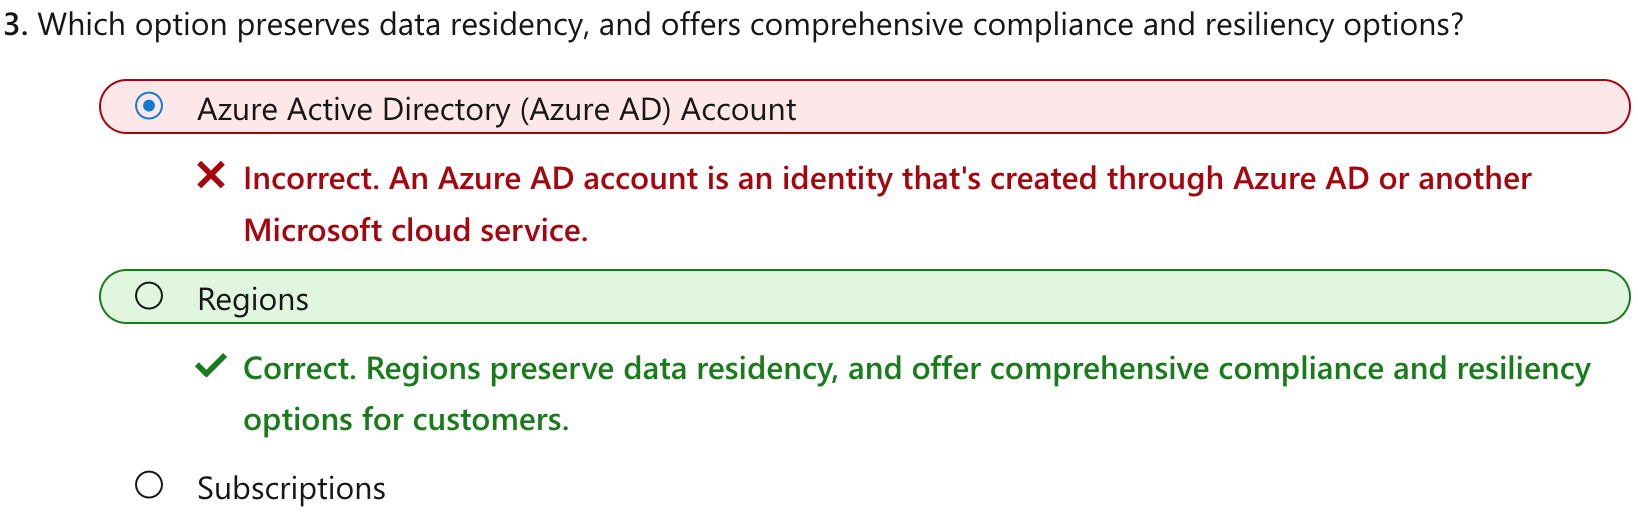 3. Which option preserves data residency, and offers comprehensive compliance and resiliency options?
Azure Active Directory (Azure AD) Account
Incorrect. An Azure AD account is an identity that's created through Azure AD or another
Microsoft cloud service.
Regions
Correct. Regions preserve data residency, and offer comprehensive compliance and resiliency
options for customers.
Subscriptions